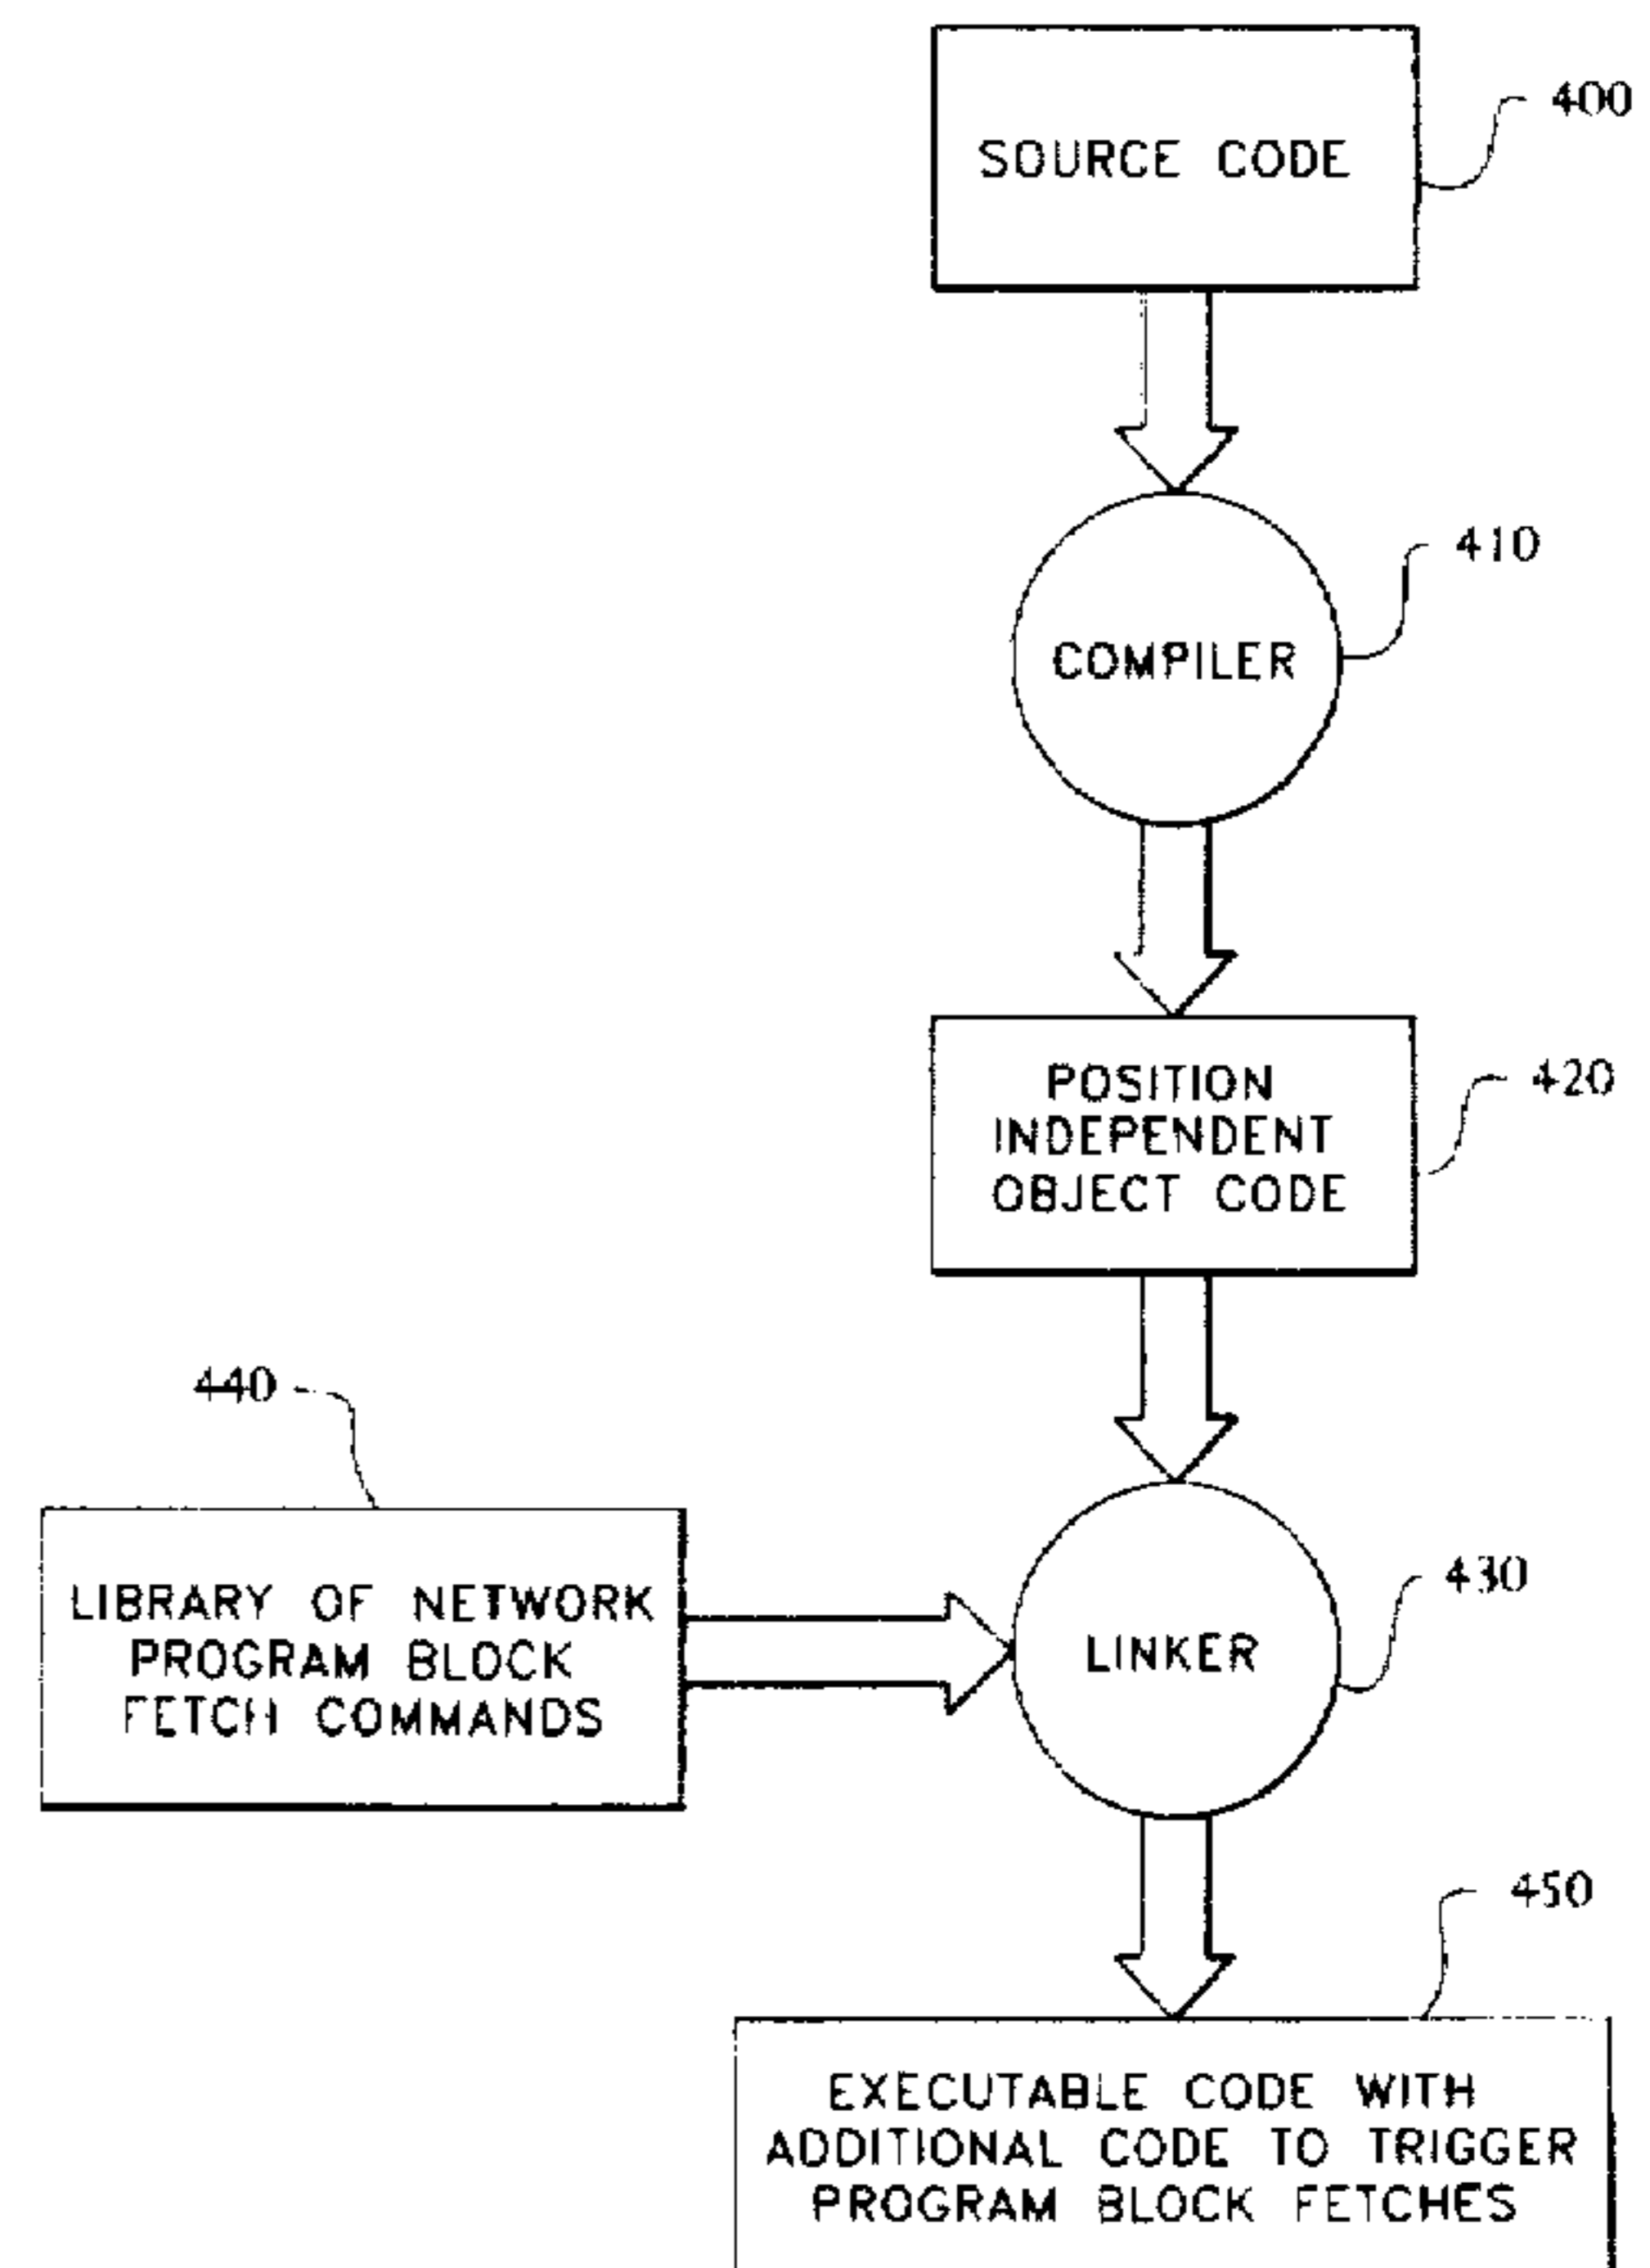 SOURCE CODE
400
COMPILER
410
POSITION
INDEPENDENT
OBJECT CODE
420
440
LIBRARY OF NETWORK
PROGRAM BLOCK
FETCH COMMANDS
LINKER
430
450
EXECUTABLE CODE WITH
ADDITIONAL CODE TO TRIGGER
PROGRAM BLOCK FETCHES